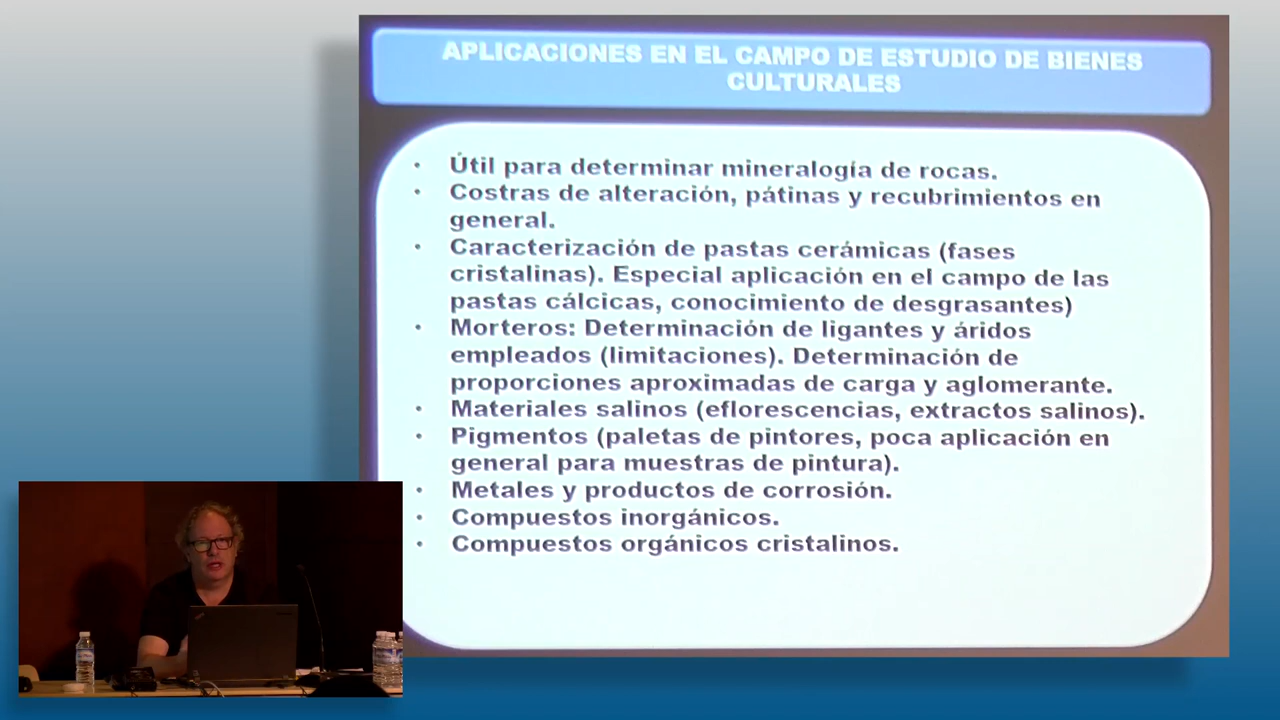 APLICACIONES EN EL CAMPO DE ESTUDIO DE BIENES
CULTURALES
• Útil para determinar mineralogía de rocas.
• Costras de alteración, pátinas y recubrimientos en
general.
• Caracterización de pastas cerámicas (fases
cristalinas). Especial aplicación en el campo de las
pastas cálcicas, conocimiento de desgrasantes)
• Morteros: Determinación de ligantes y áridos
empleados (limitaciones). Determinación de
proporciones aproximadas de carga y aglomerante.
• Materiales salinos (eflorescencias, extractos salinos).
• Pigmentos (paletas de pintores, poca aplicación en
general para muestras de pintura).
• Metales y productos de corrosión.
• Compuestos inorgánicos.
• Compuestos orgánicos cristalinos.